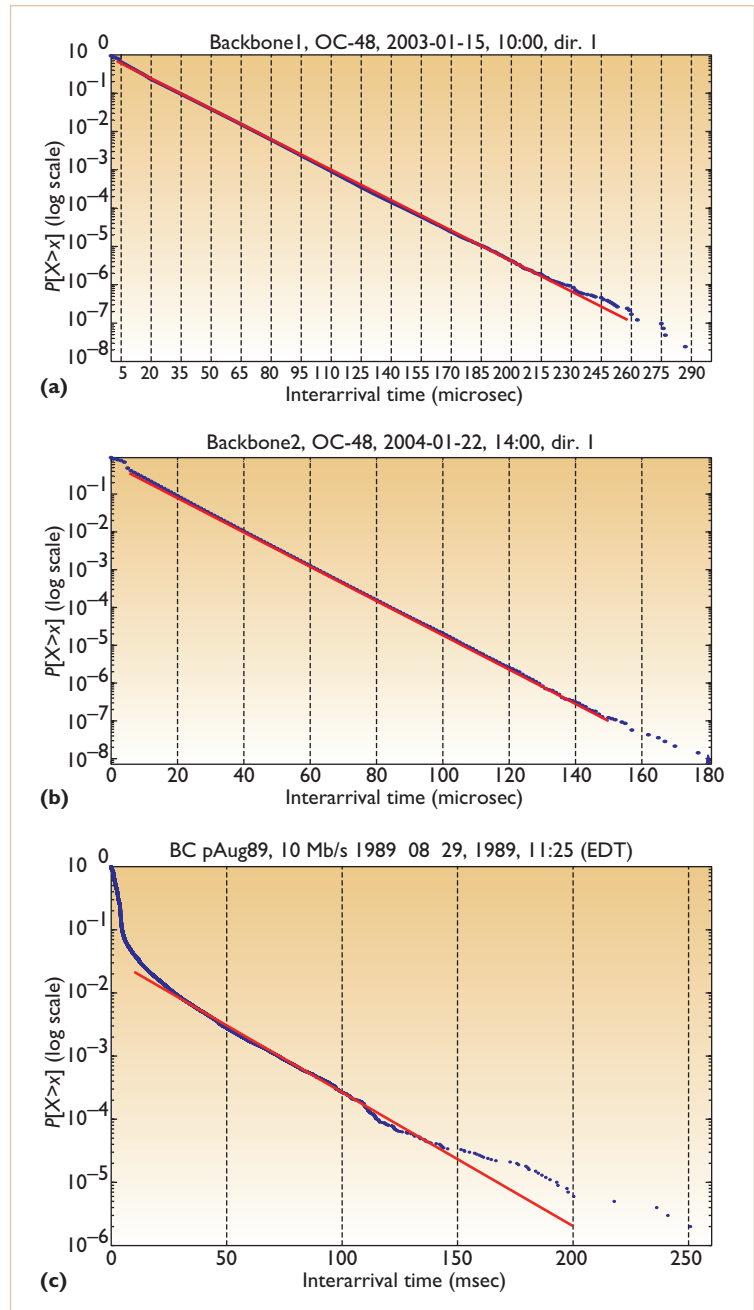 Backbone1, OC-48, 2003-01-15, 10:00, dir. 1
0
10
10⁻¹
10⁻²
10⁻³
10⁻⁴
10⁻⁵
10⁻⁶
10⁻⁷
10⁻⁸
P[X>x] (log scale)
5 20 35 50 65 80 95 110 125 140 155 170 185 200 215 230 245 260 275 290
Interarrival time (microsec)
(a)
Backbone2, OC-48, 2004-01-22, 14:00, dir. 1
10⁻¹
10⁻²
10⁻³
10⁻⁴
10⁻⁵
10⁻⁶
10⁻⁷
10⁻⁸
P[X>x] (log scale)
0 20 40 60 80 100 120 140 160 180
Interarrival time (microsec)
(b)
BC pAug89, 10 Mb/s 1989 08 29, 1989, 11:25 (EDT)
0
10
10⁻¹
10⁻²
10⁻³
10⁻⁴
10⁻⁵
10⁻⁶
P[X>x] (log scale)
0 50 100 150 200 250
Interarrival time (msec)
(c)